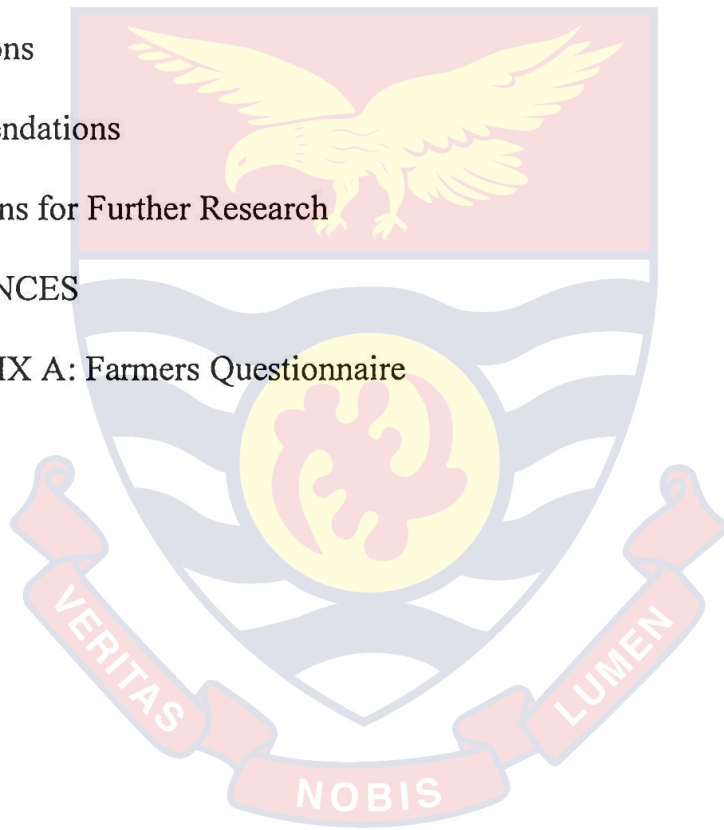 ons
endations
ns for Further Research
NCES
IX A: Farmers Questionnaire
VERITAS
NOBIS
LUMEN